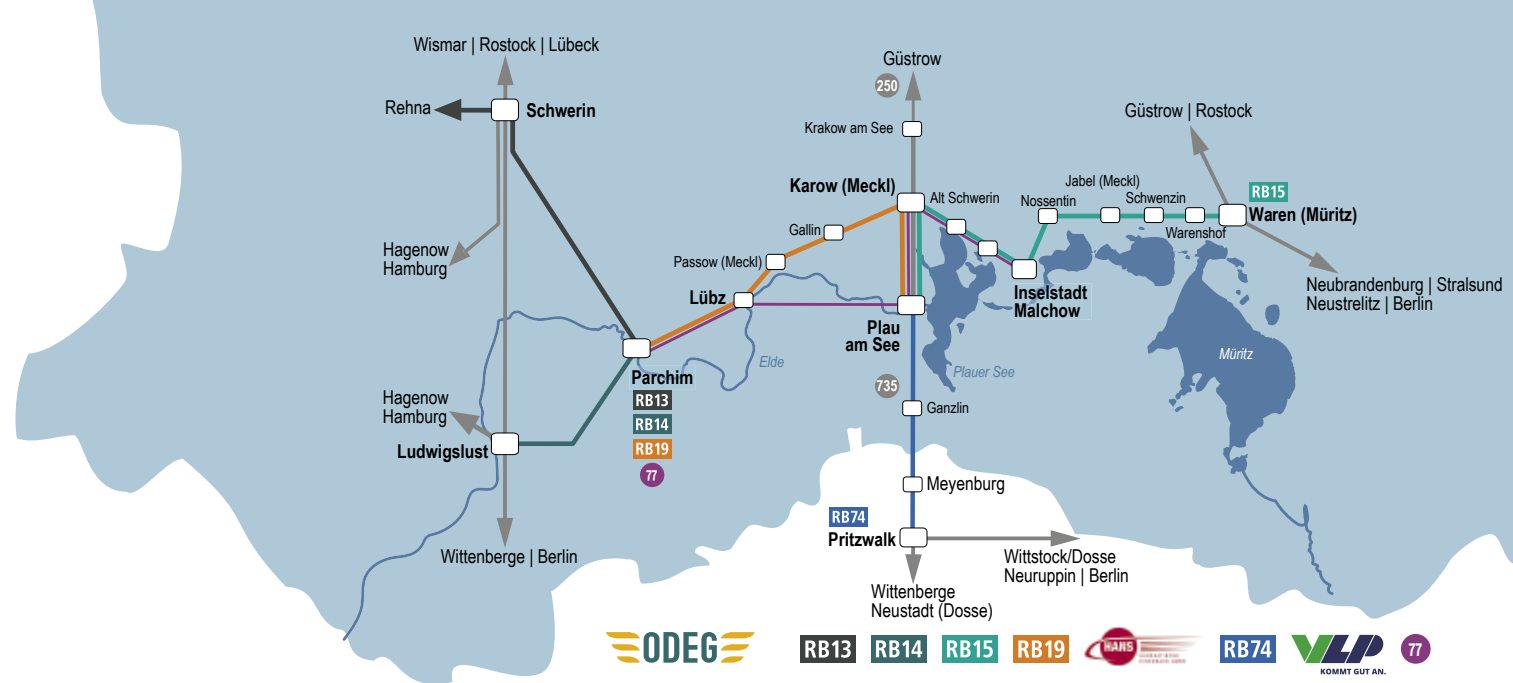 Wismar | Rostock | Lübeck
Rehna
Schwerin
Hagenow
Hamburg
Hagenow
Hamburg
Ludwigslust
Wittenberge | Berlin
Parchim
RB13
RB14
RB19
77
Elde
Lübz
Passow (Meckl)
Gallin
Karow (Meckl)
Krakow am See
250
Güstrow
Alt Schwerin
Plau
am See
735
Plauer See
Ganzlin
Meyenburg
RB74
Pritzwalk
Wittenberge
Neustadt (Dosse)
Wittstock/Dosse
Neuruppin | Berlin
Inselstadt
Malchow
Nossentin
Jabel (Meckl)
Schwenzin
Warenshof
RB15
Waren (Müritz)
Güstrow | Rostock
Neubrandenburg | Stralsund
Neustrelitz | Berlin
Müritz
ODEG
RB13
RB14
RB15
RB19
HANS
RB74
VLP
KOMMT GUT AN.
77